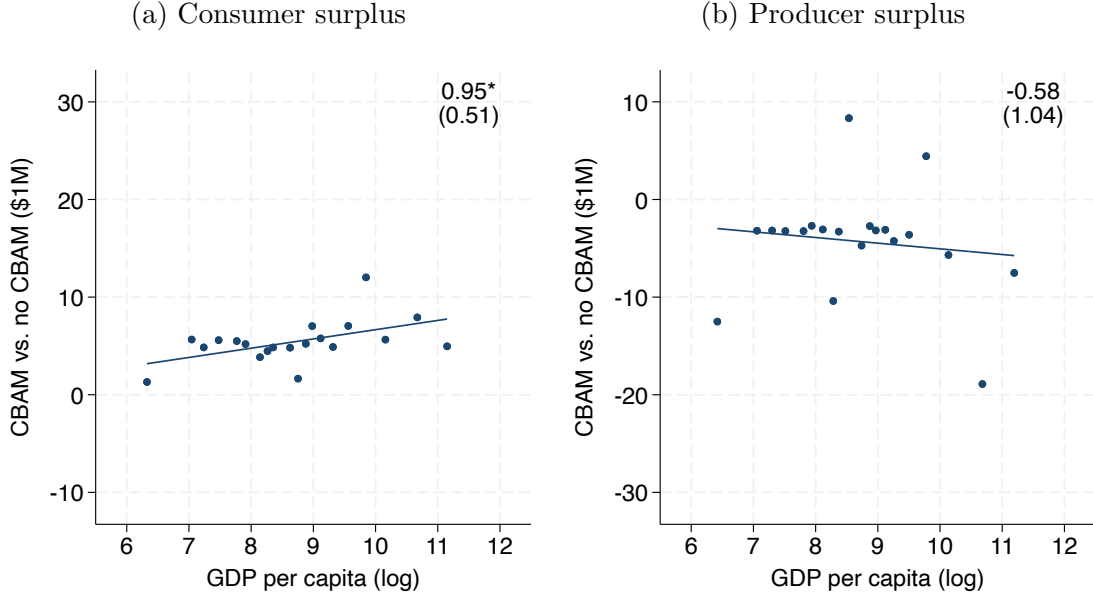 (a) Consumer surplus
CBAM vs. no CBAM ($1M)
30
20
10
0
-10
0.95*
(0.51)
6 7 8 9 10 11 12
GDP per capita (log)
(b) Producer surplus
CBAM vs. no CBAM ($1M)
10
0
-10
-20
-30
-0.58
(1.04)
6 7 8 9 10 11 12
GDP per capita (log)